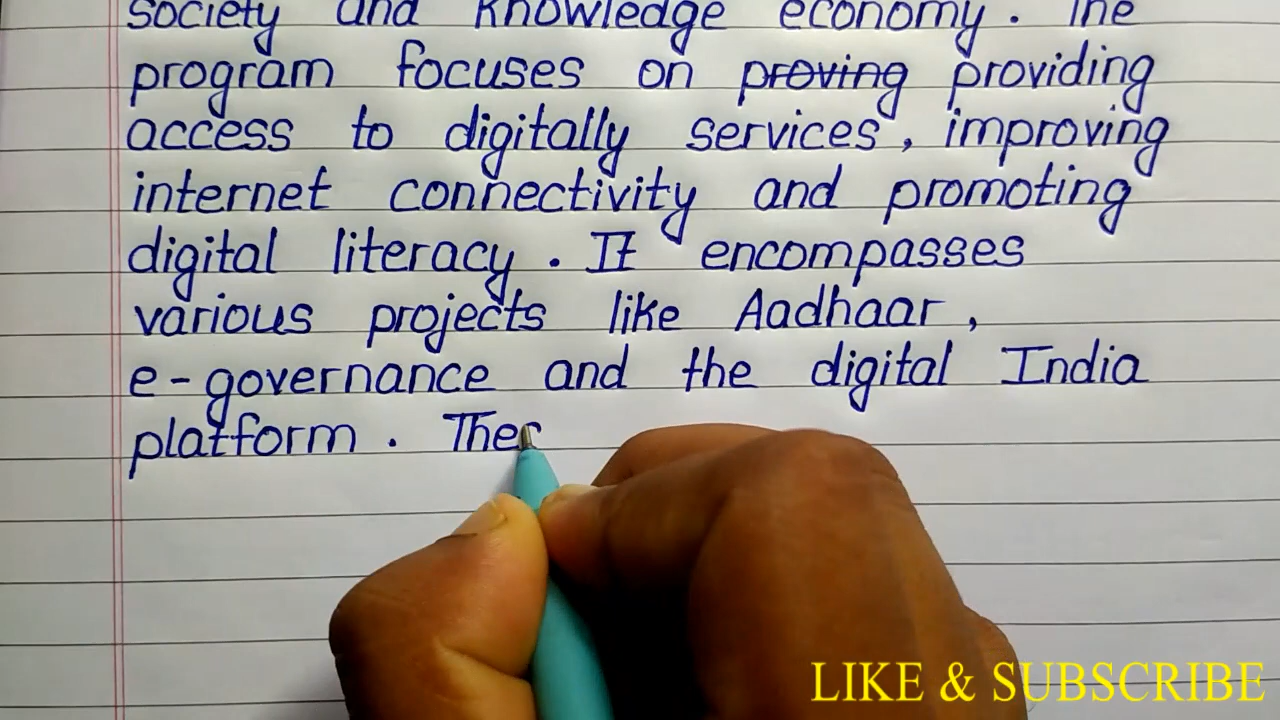 society and knowledge economy. The
program focuses on proving providing
access to digitally services, improving
internet connectivity and promoting
digital literacy. It encompasses
various projects like Aadhaar,
e-governance and the digital India
platform. Ther
LIKE & SUBSCRIBE